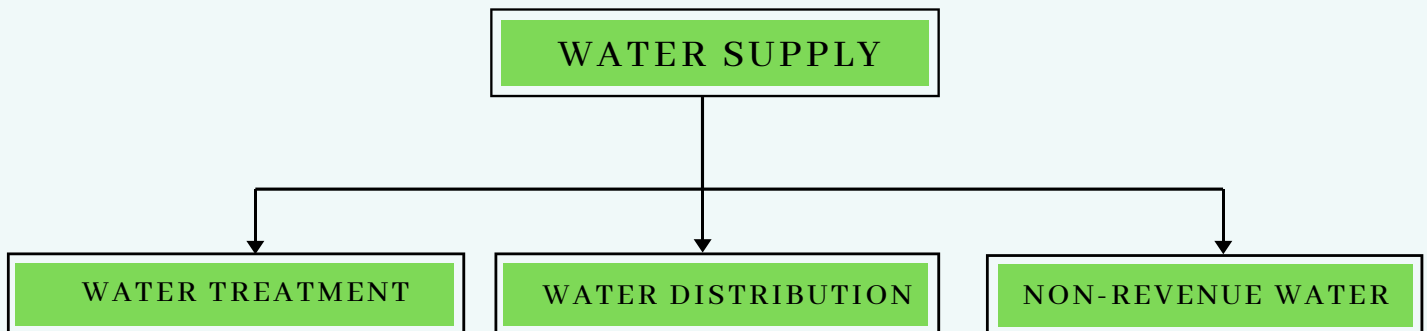 WATER SUPPLY
WATER TREATMENT
WATER DISTRIBUTION
NON-REVENUE WATER